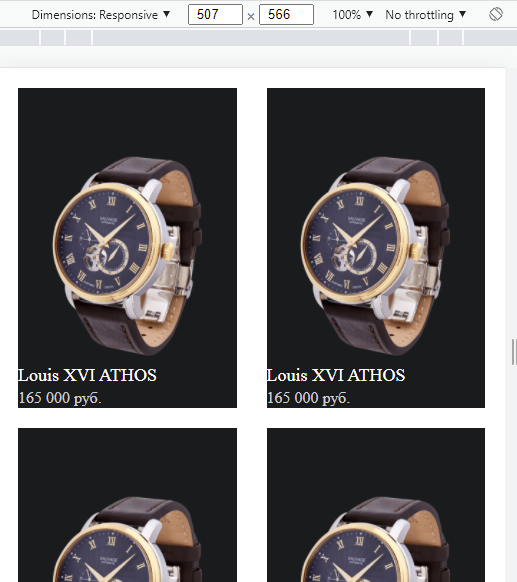 Dimensions: Responsive ▼ 507 × 566 100% ▼ No throttling ▼
Louis XVI ATHOS Louis XVI ATHOS
165 000 руб. 165 000 руб.